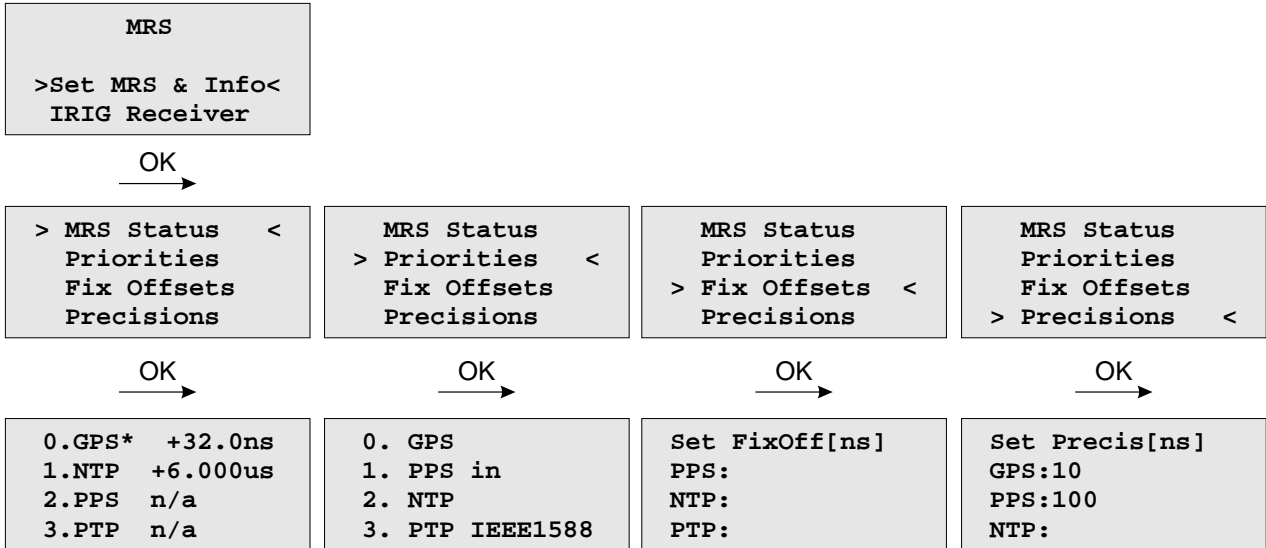 MRS
>Set MRS & Info<
IRIG Receiver
OK
> MRS Status <
Priorities
Fix Offsets
Precisions
MRS Status
> Priorities <
Fix Offsets
Precisions
MRS Status
Priorities
> Fix Offsets <
Precisions
MRS Status
Priorities
Fix Offsets
> Precisions <
OK
OK
OK
OK
0.GPS* +32.0ns
1.NTP +6.000us
2.PPS n/a
3.PTP n/a
0. GPS
1. PPS in
2. NTP
3. PTP IEEE1588
Set FixOff[ns]
PPS:
NTP:
PTP:
Set Precis[ns]
GPS:10
PPS:100
NTP: